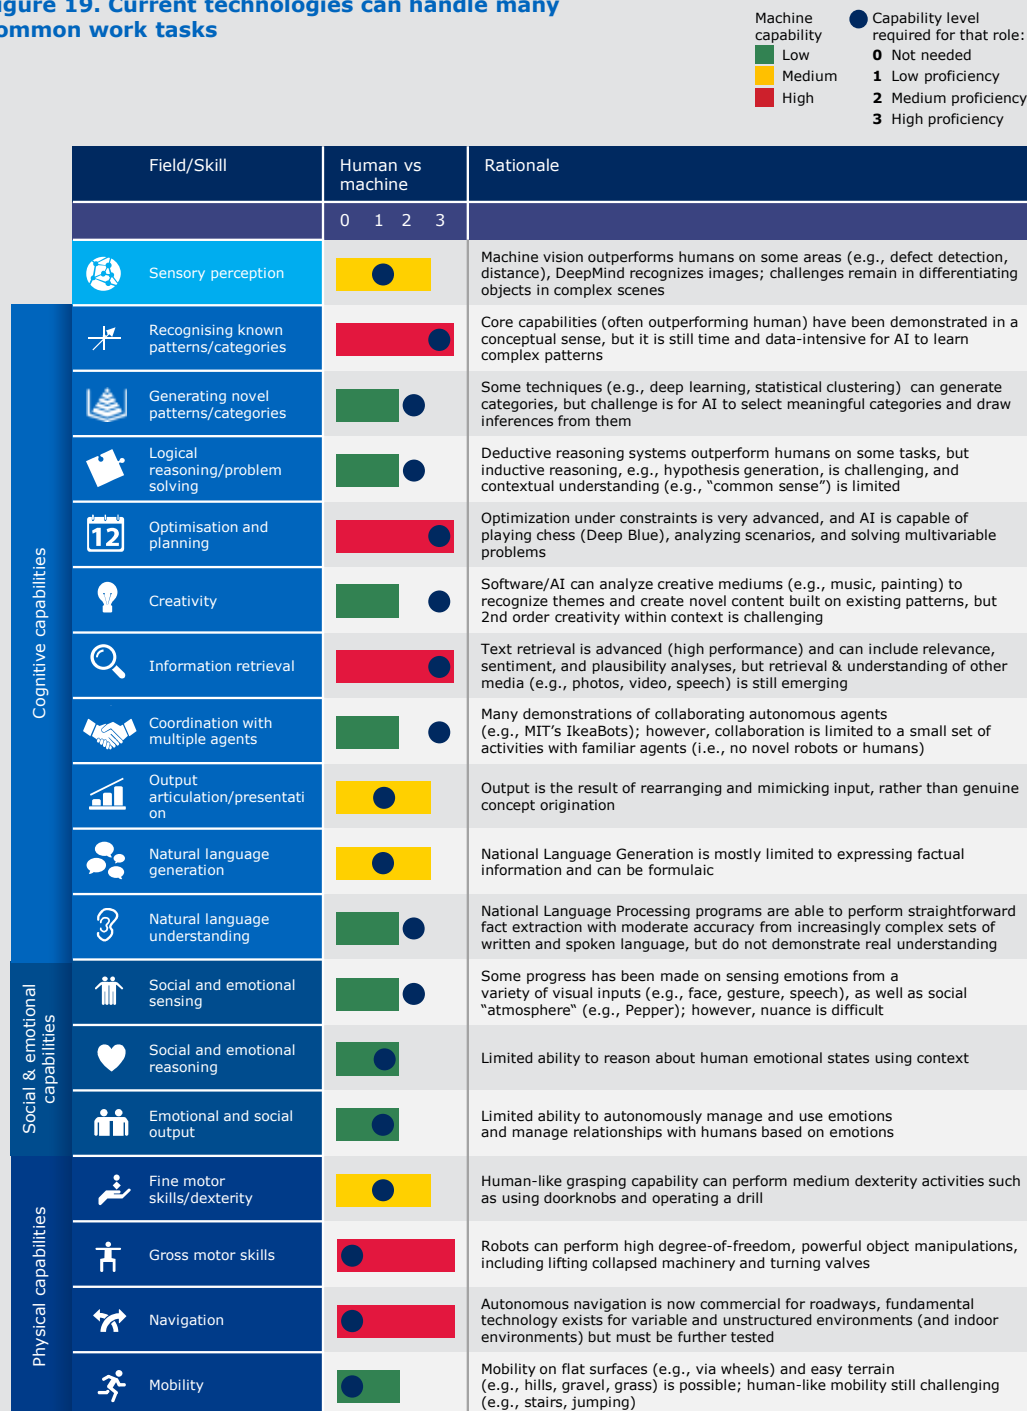 igure 19. Current technologies can handle many
ommon work tasks
Machine
capability
Low
Medium
High
Capability level
required for that role:
0 Not needed
1 Low proficiency
2 Medium proficiency
3 High proficiency
Field/Skill
Human vs
machine
Rationale
0 1 2 3
Sensory perception
Machine vision outperforms humans on some areas (e.g., defect detection,
distance), DeepMind recognizes images; challenges remain in differentiating
objects in complex scenes
Cognitive capabilities
Recognising known
patterns/categories
Core capabilities (often outperforming human) have been demonstrated in a
conceptual sense, but it is still time and data-intensive for AI to learn
complex patterns
Generating novel
patterns/categories
Some techniques (e.g., deep learning, statistical clustering) can generate
categories, but challenge is for AI to select meaningful categories and draw
inferences from them
Logical
reasoning/problem
solving
Deductive reasoning systems outperform humans on some tasks, but
inductive reasoning, e.g., hypothesis generation, is challenging, and
contextual understanding (e.g., “common sense”) is limited
12
Optimisation and
planning
Optimization under constraints is very advanced, and AI is capable of
playing chess (Deep Blue), analyzing scenarios, and solving multivariable
problems
Creativity
Software/AI can analyze creative mediums (e.g., music, painting) to
recognize themes and create novel content built on existing patterns, but
2nd order creativity within context is challenging
Information retrieval
Text retrieval is advanced (high performance) and can include relevance,
sentiment, and plausibility analyses, but retrieval & understanding of other
media (e.g., photos, video, speech) is still emerging
Coordination with
multiple agents
Many demonstrations of collaborating autonomous agents
(e.g., MIT’s IkeaBots); however, collaboration is limited to a small set of
activities with familiar agents (i.e., no novel robots or humans)
Output
articulation/presentati
on
Output is the result of rearranging and mimicking input, rather than genuine
concept origination
Natural language
generation
National Language Generation is mostly limited to expressing factual
information and can be formulaic
Natural language
understanding
National Language Processing programs are able to perform straightforward
fact extraction with moderate accuracy from increasingly complex sets of
written and spoken language, but do not demonstrate real understanding
Social & emotional
capabilities
Social and emotional
sensing
Some progress has been made on sensing emotions from a
variety of visual inputs (e.g., face, gesture, speech), as well as social
“atmosphere“ (e.g., Pepper); however, nuance is difficult
Social and emotional
reasoning
Limited ability to reason about human emotional states using context
Emotional and social
output
Limited ability to autonomously manage and use emotions
and manage relationships with humans based on emotions
Physical capabilities
Fine motor
skills/dexterity
Human-like grasping capability can perform medium dexterity activities such
as using doorknobs and operating a drill
Gross motor skills
Robots can perform high degree-of-freedom, powerful object manipulations,
including lifting collapsed machinery and turning valves
Navigation
Autonomous navigation is now commercial for roadways, fundamental
technology exists for variable and unstructured environments (and indoor
environments) but must be further tested
Mobility
Mobility on flat surfaces (e.g., via wheels) and easy terrain
(e.g., hills, gravel, grass) is possible; human-like mobility still challenging
(e.g., stairs, jumping)